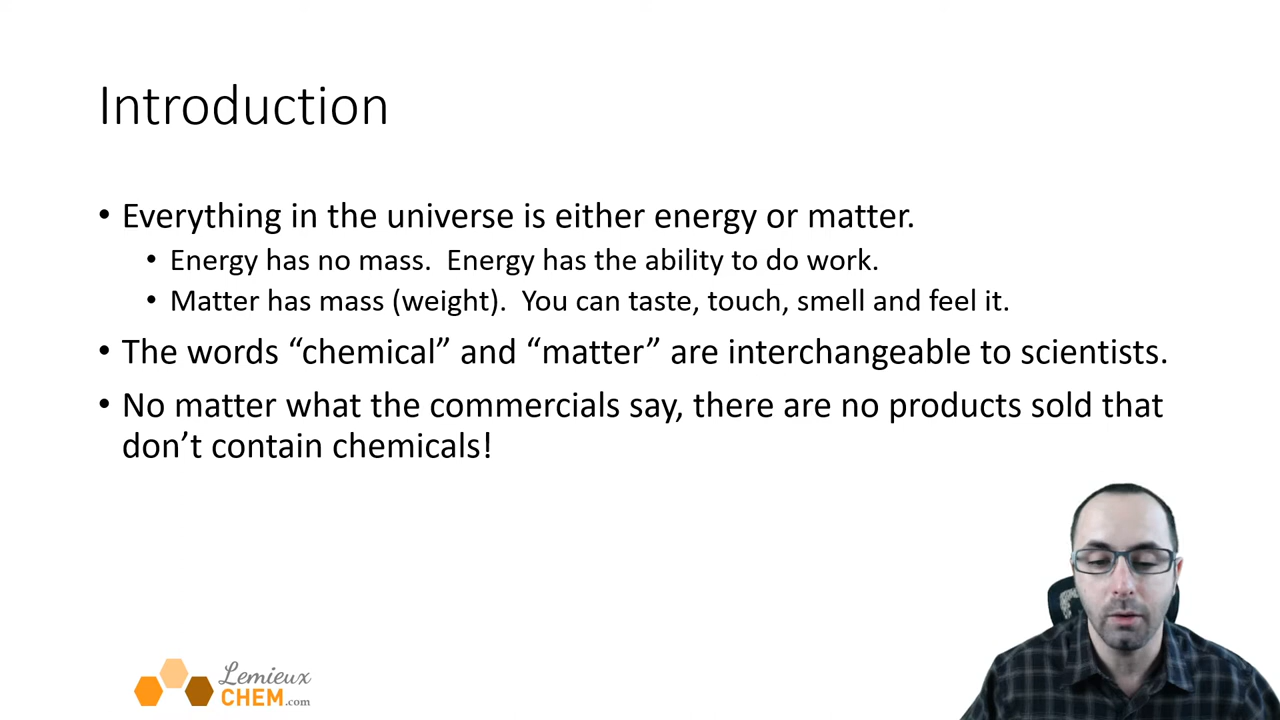 Introduction
• Everything in the universe is either energy or matter.
• Energy has no mass.  Energy has the ability to do work.
• Matter has mass (weight).  You can taste, touch, smell and feel it.
• The words “chemical” and “matter” are interchangeable to scientists.
• No matter what the commercials say, there are no products sold that
don’t contain chemicals!
Lemieux
CHEM.com